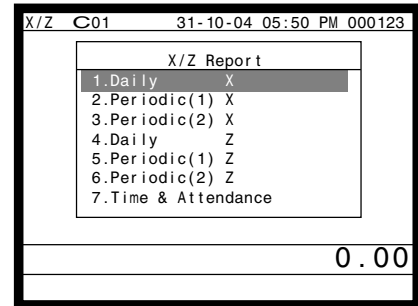 X/Z C01 31-10-04 05:50 PM 000123
X/Z Report
1.Daily X
2.Periodic(1) X
3.Periodic(2) X
4.Daily Z
5.Periodic(1) Z
6.Periodic(2) Z
7.Time & Attendance
0.00